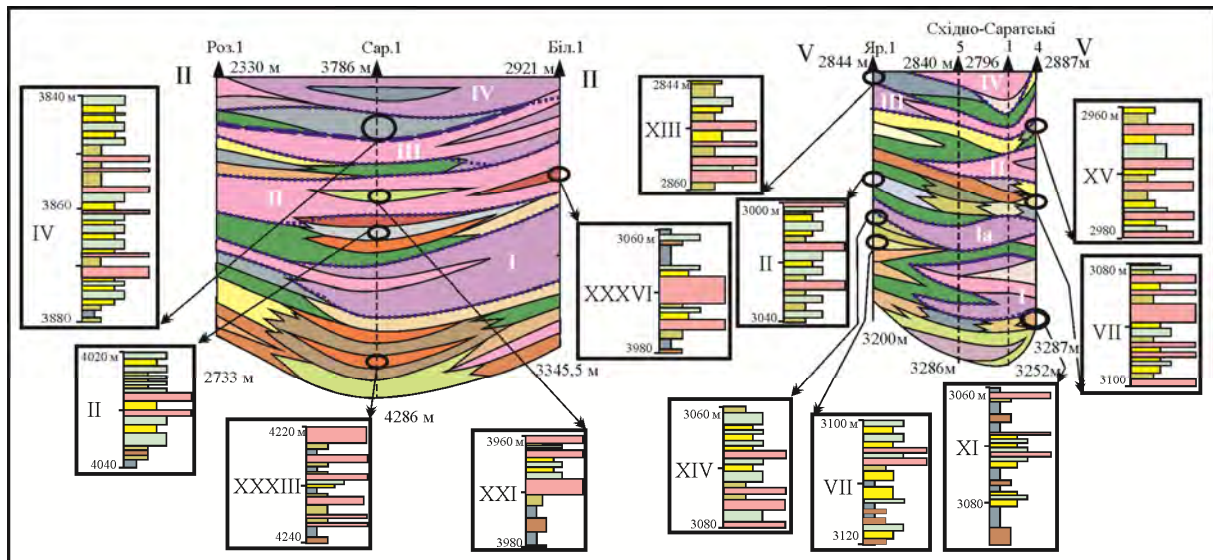 Східно-Саратські
Роз.1
Сар.1
Біл.1
V
Яр.1
5
1
4
V
II
2330 м
3786 м
2921 м
II
2844 м
2840 м
2796
2887м
IV
III
II
I
IV
III
II
Ia
I
2733 м
4286 м
3345,5 м
3200м
3286м
3287м
3252м
3840 м
3860
IV
3880
4020 м
II
4040
4220 м
XXXIII
4240
3960 м
XXI
3980
3060 м
XXXVI
3980
2844 м
XIII
2860
3000 м
II
3040
3060 м
XIV
3080
3100 м
VII
3120
3060 м
XI
3080
2960 м
XV
2980
3080 м
VII
3100